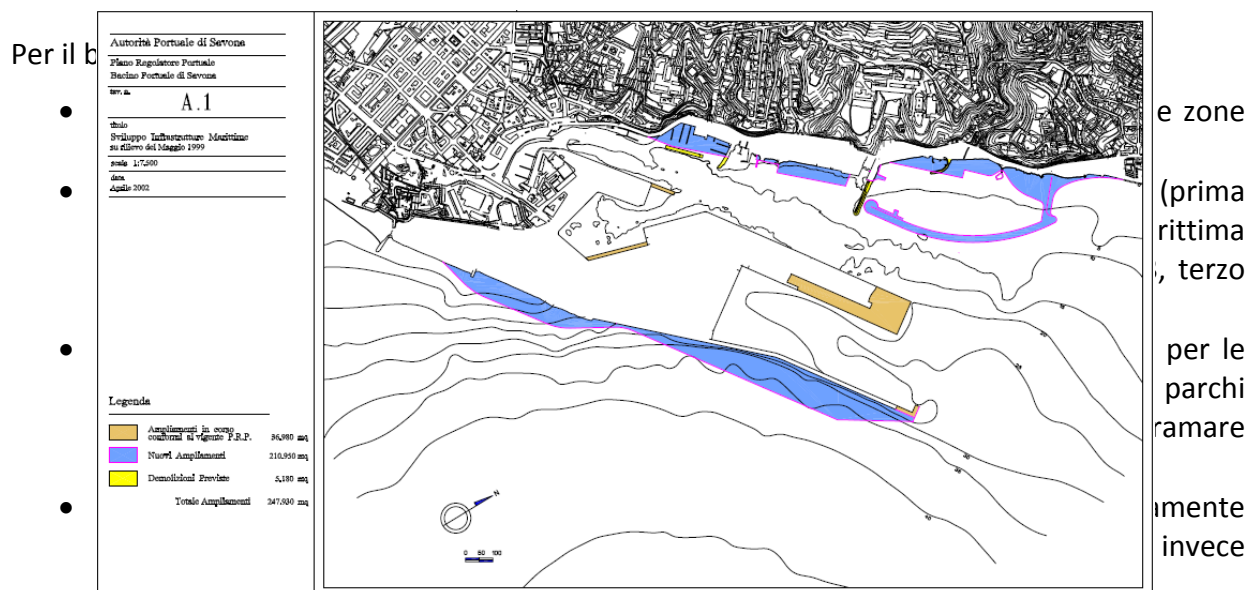 Per il b
Autorità Portuale di Savona
Piano Regolatore Portuale
Bacino Portuale di Savona
tav. n.
A.1
titolo
Sviluppo Infrastrutture Marittime
su rilievo del Maggio 1999
scala 1:7.500
data
Aprile 2002
• e zone
• (prima
rittima
, terzo
• per le
parchi
ramare
• amente
invece
Legenda
Ampliamenti in corso
conformi al vigente P.R.P. 36.980 mq
Nuovi Ampliamenti 210.950 mq
Demolizioni Previste 5.180 mq
Totale Ampliamenti 247.930 mq
N
0 50 100